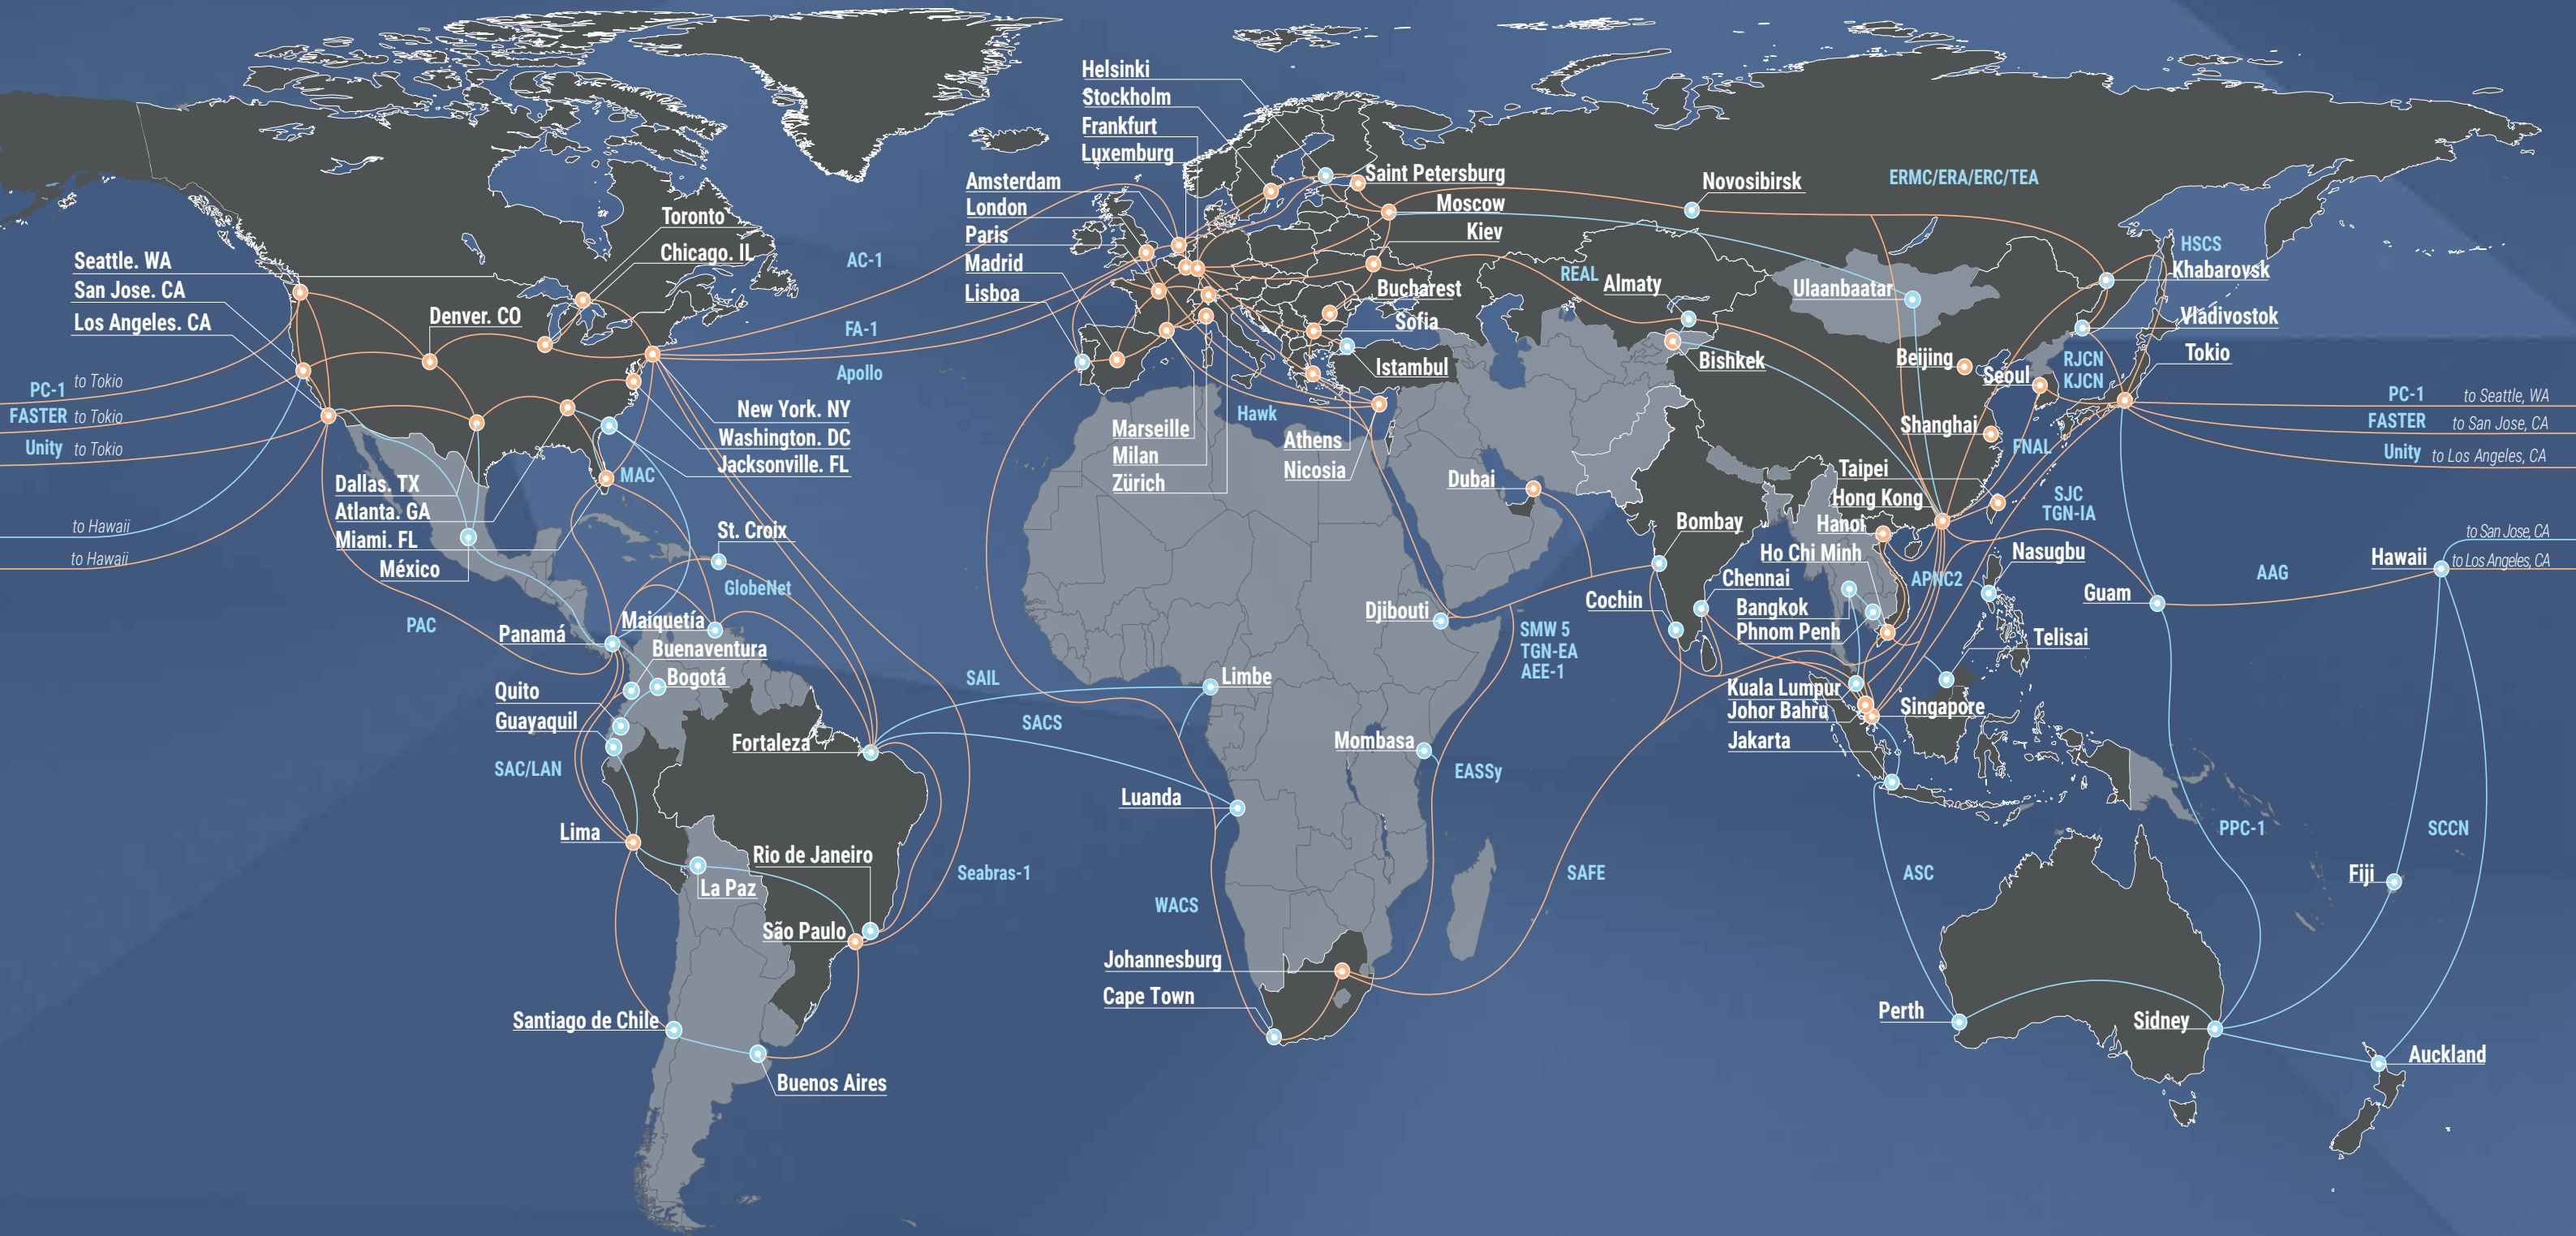 Helsinki
Stockholm
Frankfurt
Luxemburg
Amsterdam
London
Paris
Madrid
Lisboa
Saint Petersburg
Moscow
Kiev
Novosibirsk
ERMC/ERA/ERC/TEA
Toronto
Chicago. IL
Seattle. WA
San Jose. CA
Los Angeles. CA
Denver. CO
AC-1
FA-1
Apollo
HSCS
Khabarovsk
Vladivostok
Tokio
REAL
Almaty
Ulaanbaatar
Bucharest
Sofia
Istambul
Bishkek
Beijing
Seoul
RJCN
KJCN
PC-1 to Tokio
FASTER to Tokio
Unity to Tokio
PC-1 to Seattle, WA
FASTER to San Jose, CA
Unity to Los Angeles, CA
New York. NY
Washington. DC
Jacksonville. FL
MAC
Hawk
Marseille
Milan
Zürich
Athens
Nicosia
Shanghai
FNAL
Dallas. TX
Atlanta. GA
Miami. FL
México
to Hawaii
to Hawaii
Dubai
Taipei
Hong Kong
Hanoi
Ho Chi Minh
SJC
TGN-IA
Bombay
St. Croix
GlobeNet
Chennai
Cochin
Bangkok
Phnom Penh
APNC2
Nasugbu
Guam
AAG
Hawaii
to San Jose, CA
to Los Angeles, CA
PAC
Panamá
Maiquetía
Buenaventura
Bogotá
Quito
Guayaquil
Djibouti
SMW 5
TGN-EA
AEE-1
Telisai
SAIL
SACS
Limbe
Kuala Lumpur
Johor Bahru
Singapore
Jakarta
Fortaleza
SAC/LAN
Mombasa
EASSy
Luanda
Lima
Rio de Janeiro
La Paz
São Paulo
Seabras-1
WACS
SAFE
ASC
PPC-1
SCCN
Fiji
Johannesburg
Cape Town
Santiago de Chile
Buenos Aires
Perth
Sidney
Auckland